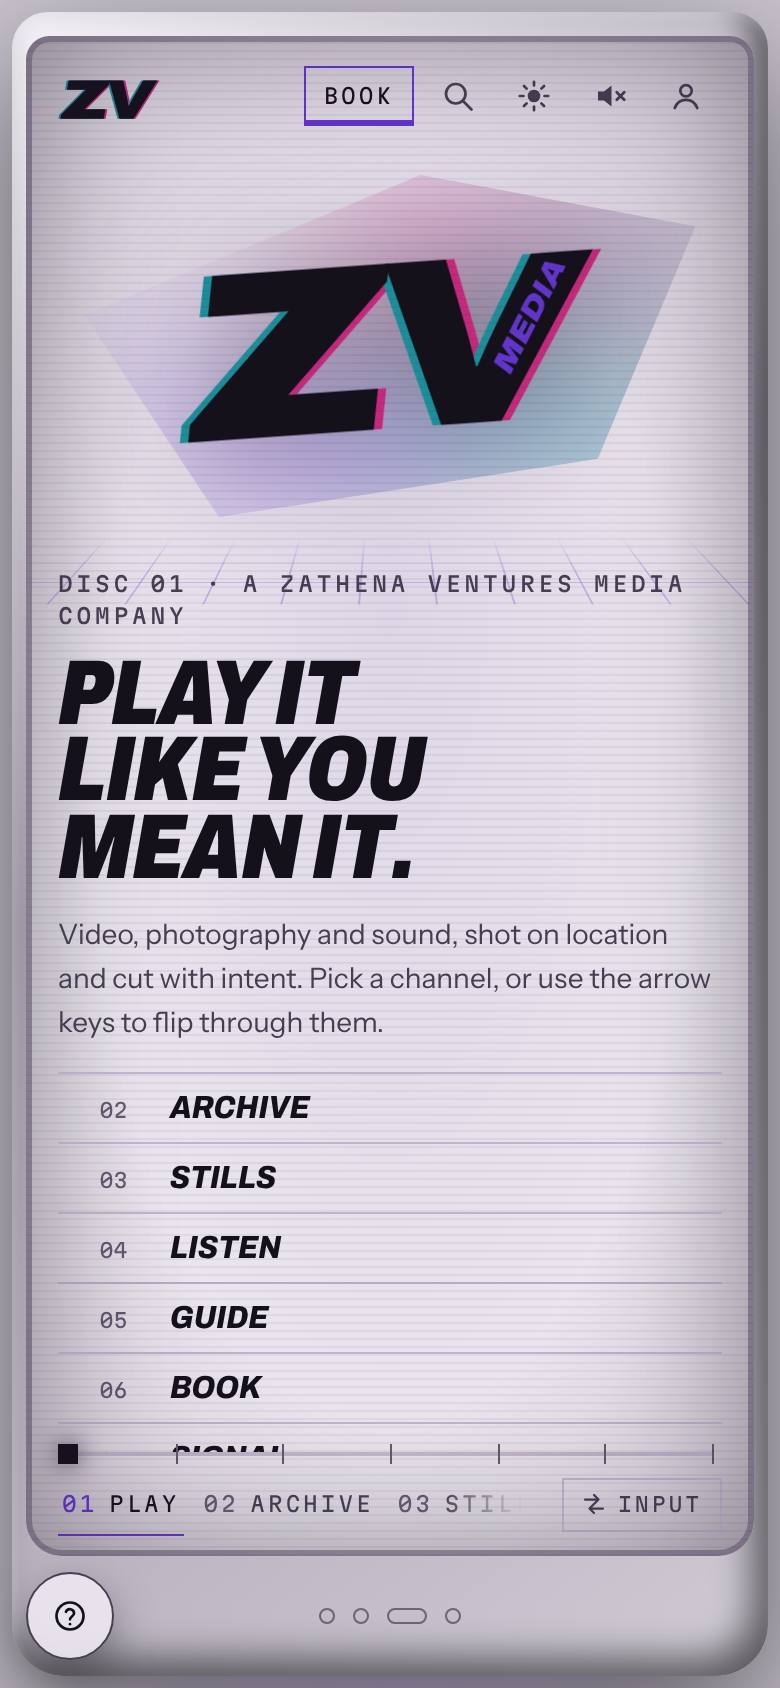 ZV
BOOK
ZV
MEDIA
DISC 01 · A ZATHENA VENTURES MEDIA
COMPANY
PLAY IT
LIKE YOU
MEAN IT.
Video, photography and sound, shot on location
and cut with intent. Pick a channel, or use the arrow
keys to flip through them.
02 ARCHIVE
03 STILLS
04 LISTEN
05 GUIDE
06 BOOK
01 PLAY 02 ARCHIVE 03 STIL
INPUT